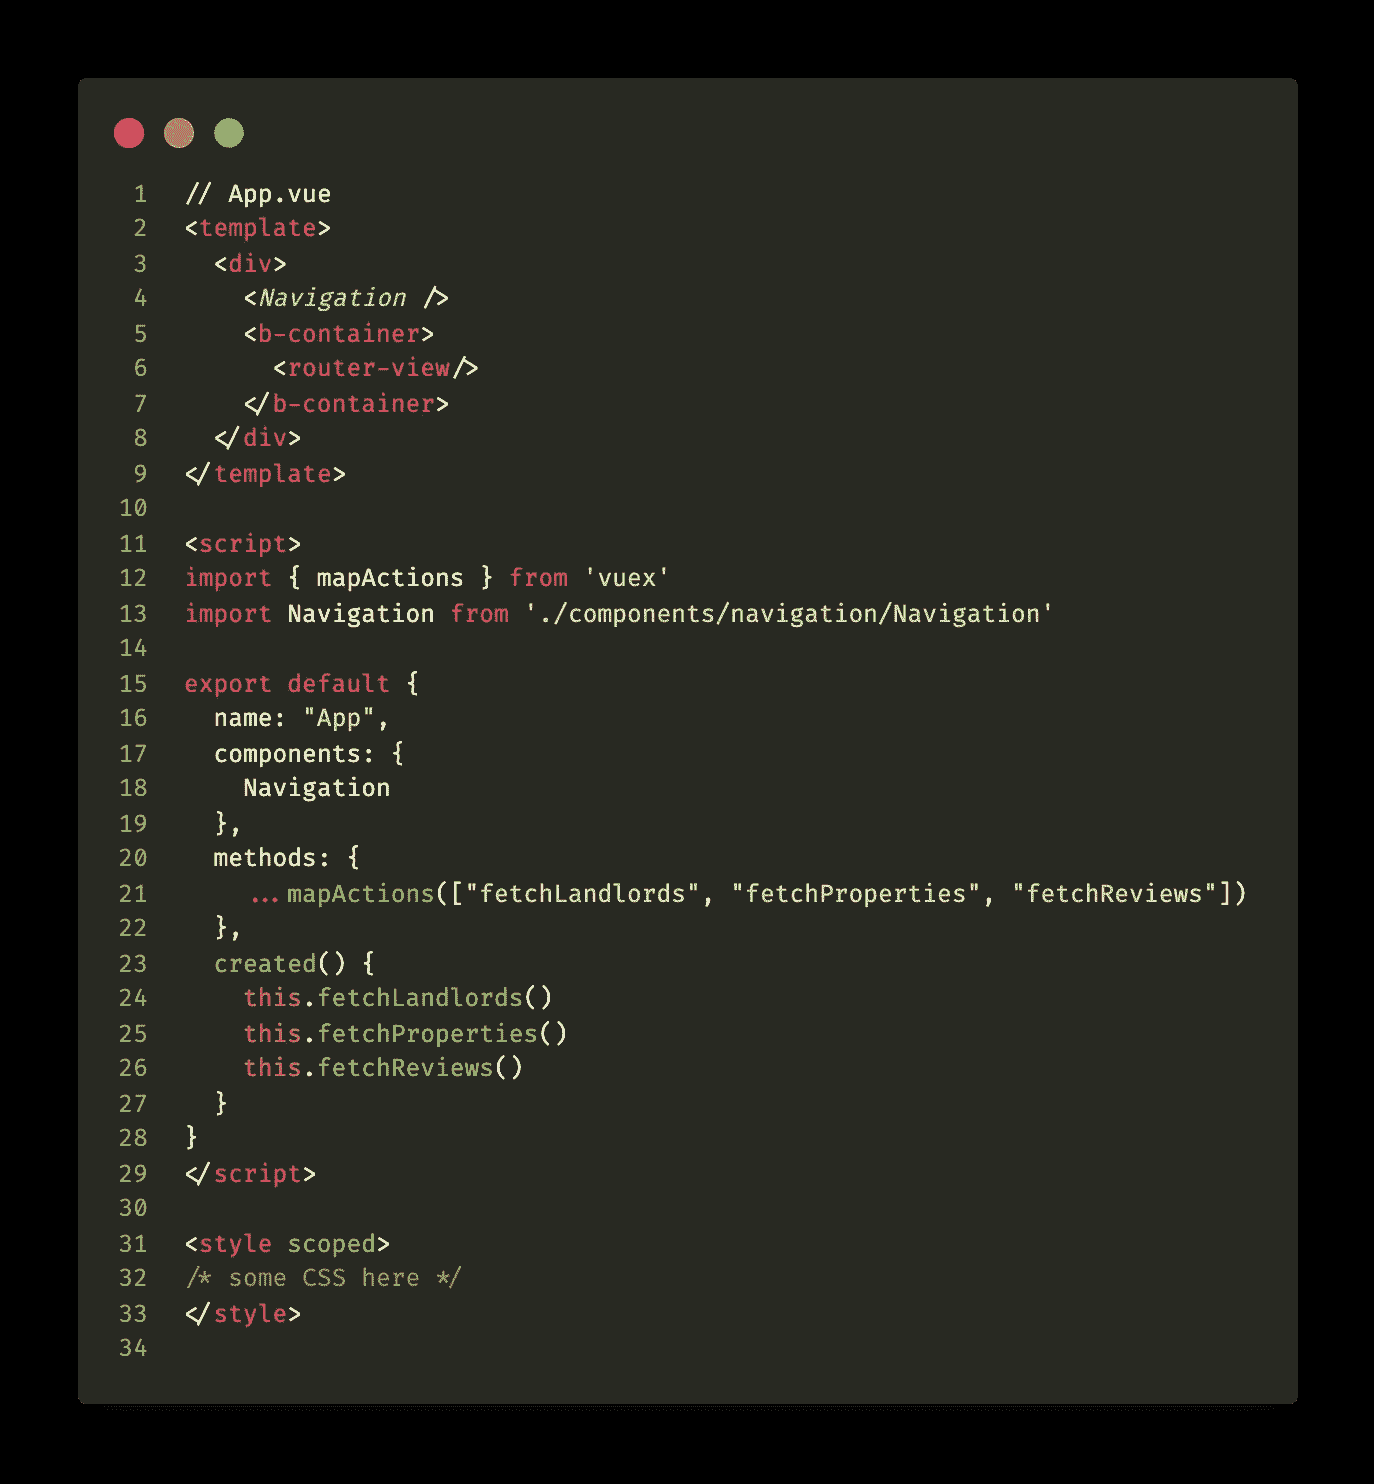 1 // App.vue
2 <template>
3   <div>
4     <Navigation />
5     <b-container>
6       <router-view/>
7     </b-container>
8   </div>
9 </template>
10
11 <script>
12 import { mapActions } from 'vuex'
13 import Navigation from './components/navigation/Navigation'
14
15 export default {
16   name: "App",
17   components: {
18     Navigation
19   },
20   methods: {
21     ...mapActions(["fetchLandlords", "fetchProperties", "fetchReviews"])
22   },
23   created() {
24     this.fetchLandlords()
25     this.fetchProperties()
26     this.fetchReviews()
27   }
28 }
29 </script>
30
31 <style scoped>
32 /* some CSS here */
33 </style>
34